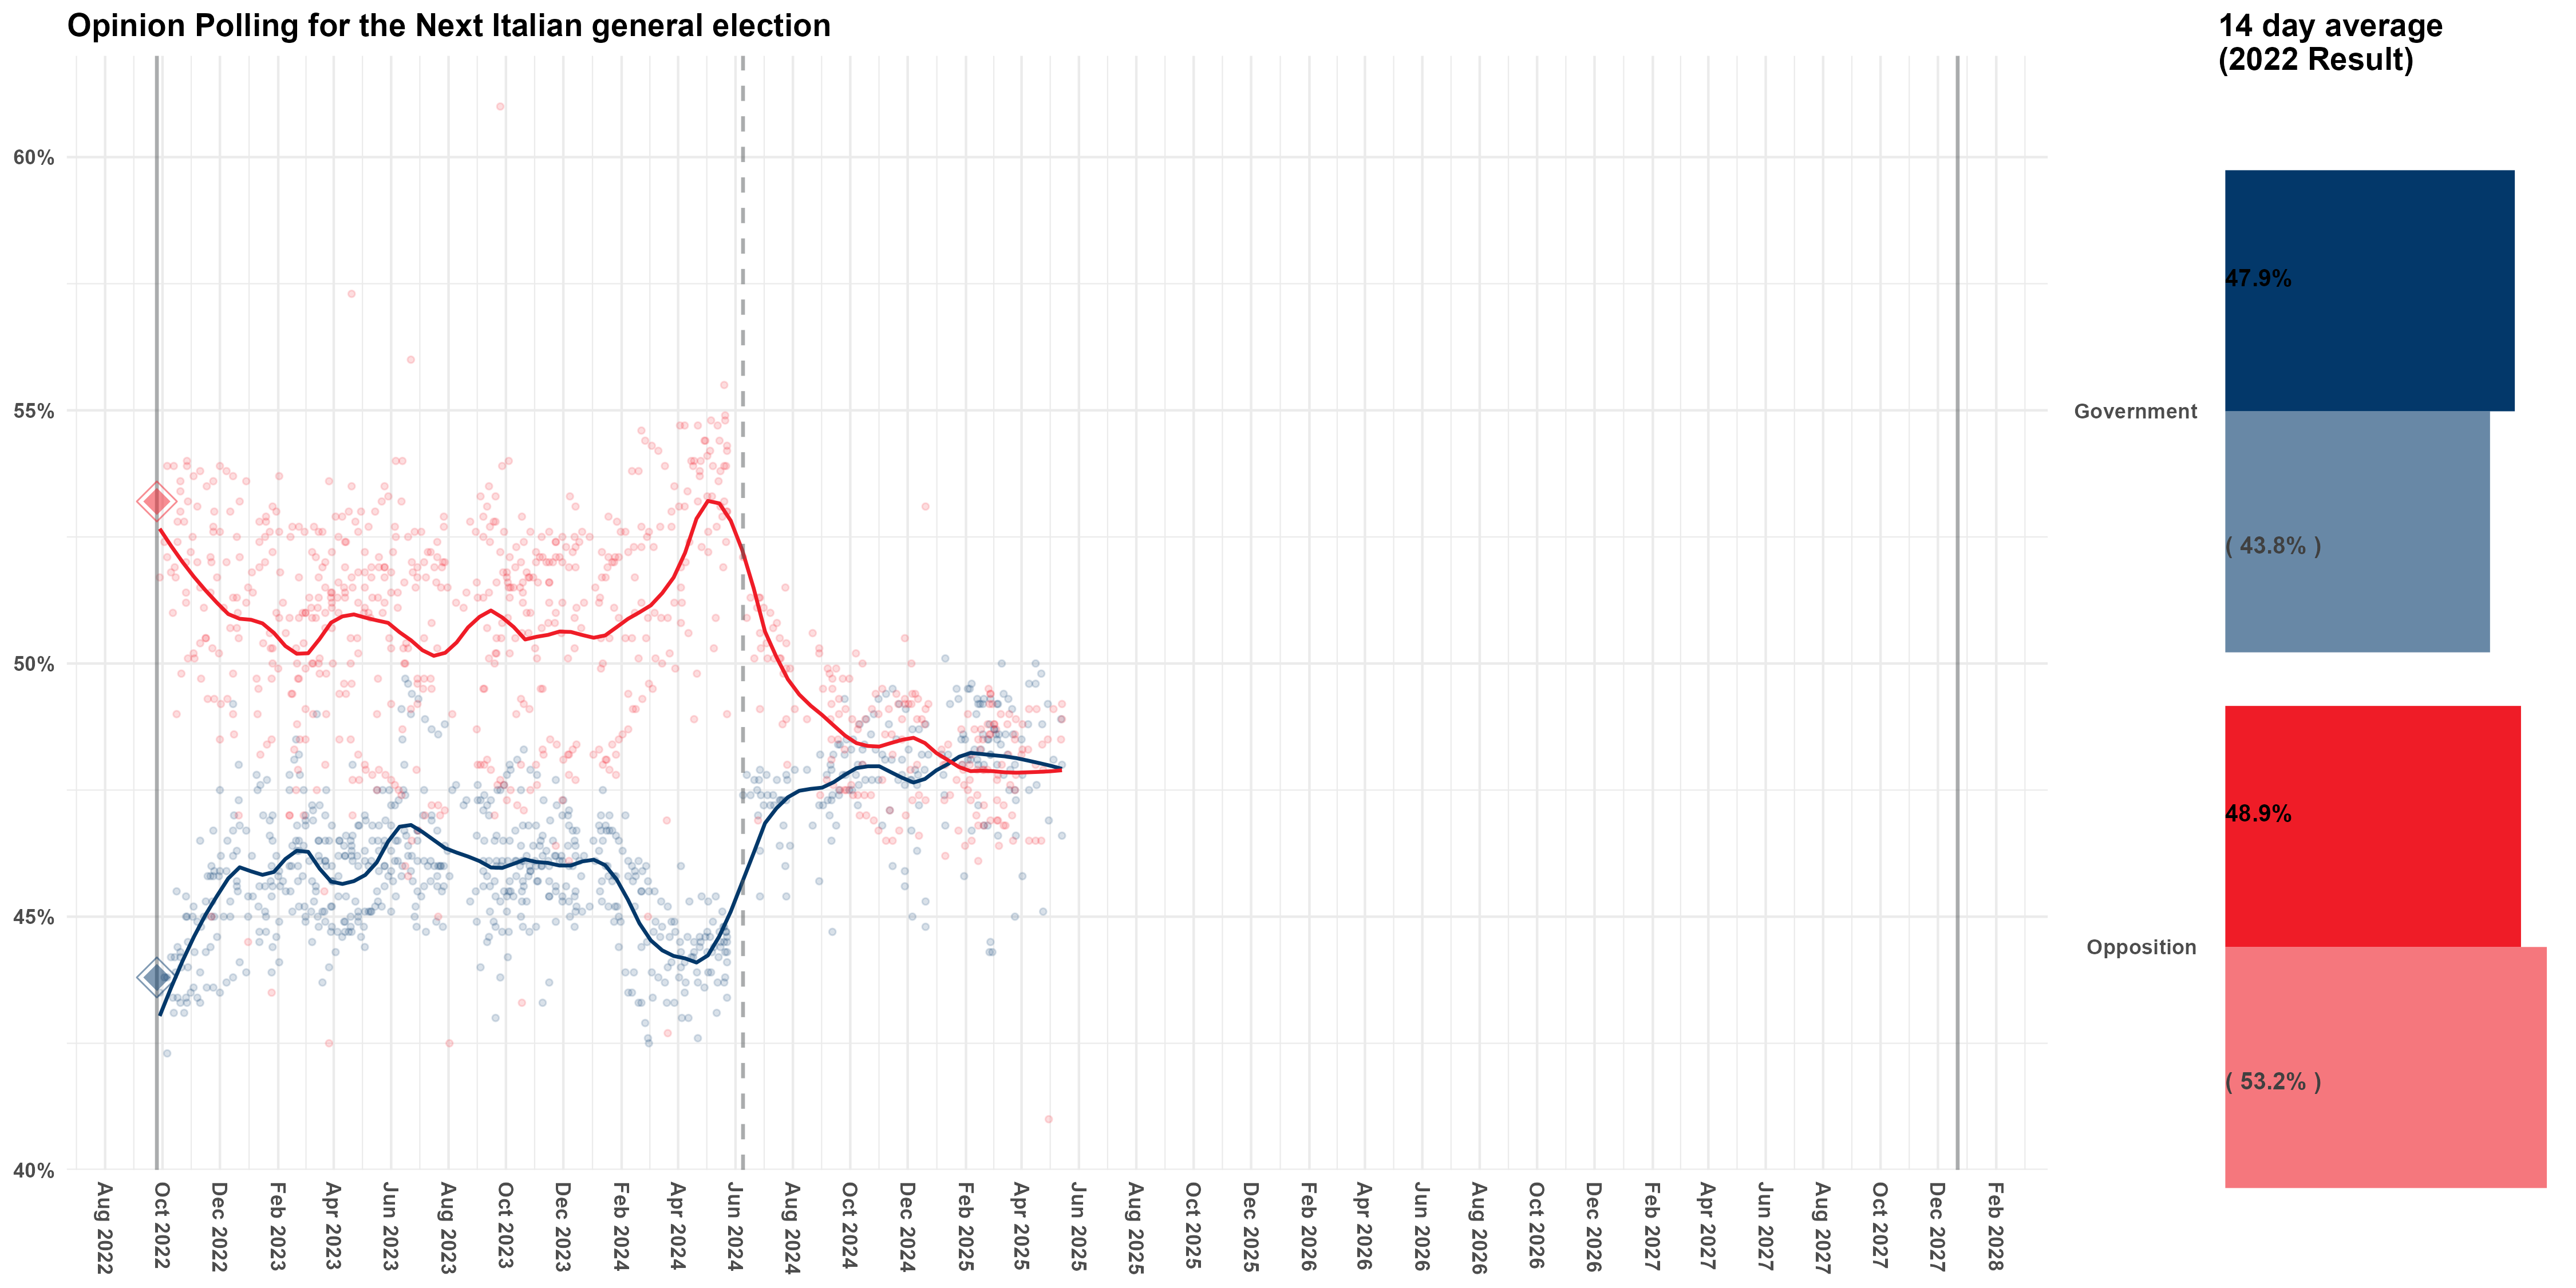 Opinion Polling for the Next Italian general election
14 day average
(2022 Result)
60%
55%
50%
45%
40%
Aug 2022
Oct 2022
Dec 2022
Feb 2023
Apr 2023
Jun 2023
Aug 2023
Oct 2023
Dec 2023
Feb 2024
Apr 2024
Jun 2024
Aug 2024
Oct 2024
Dec 2024
Feb 2025
Apr 2025
Jun 2025
Aug 2025
Oct 2025
Dec 2025
Feb 2026
Apr 2026
Jun 2026
Aug 2026
Oct 2026
Dec 2026
Feb 2027
Apr 2027
Jun 2027
Aug 2027
Oct 2027
Dec 2027
Feb 2028
Government
47.9%
( 43.8% )
Opposition
48.9%
( 53.2% )